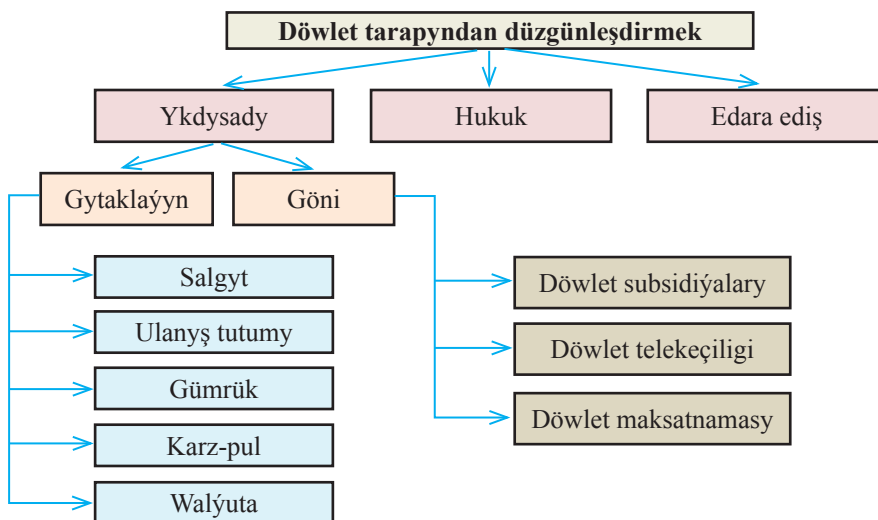 Döwlet tarapyndan düzgünleşdirmek
Ykdysady
Hukuk
Edara ediş
Gytaklaýyn
Göni
Salgyt
Ulanyş tutumy
Gümrük
Karz-pul
Walýuta
Döwlet subsidiýalary
Döwlet telekeçiligi
Döwlet maksatnamasy